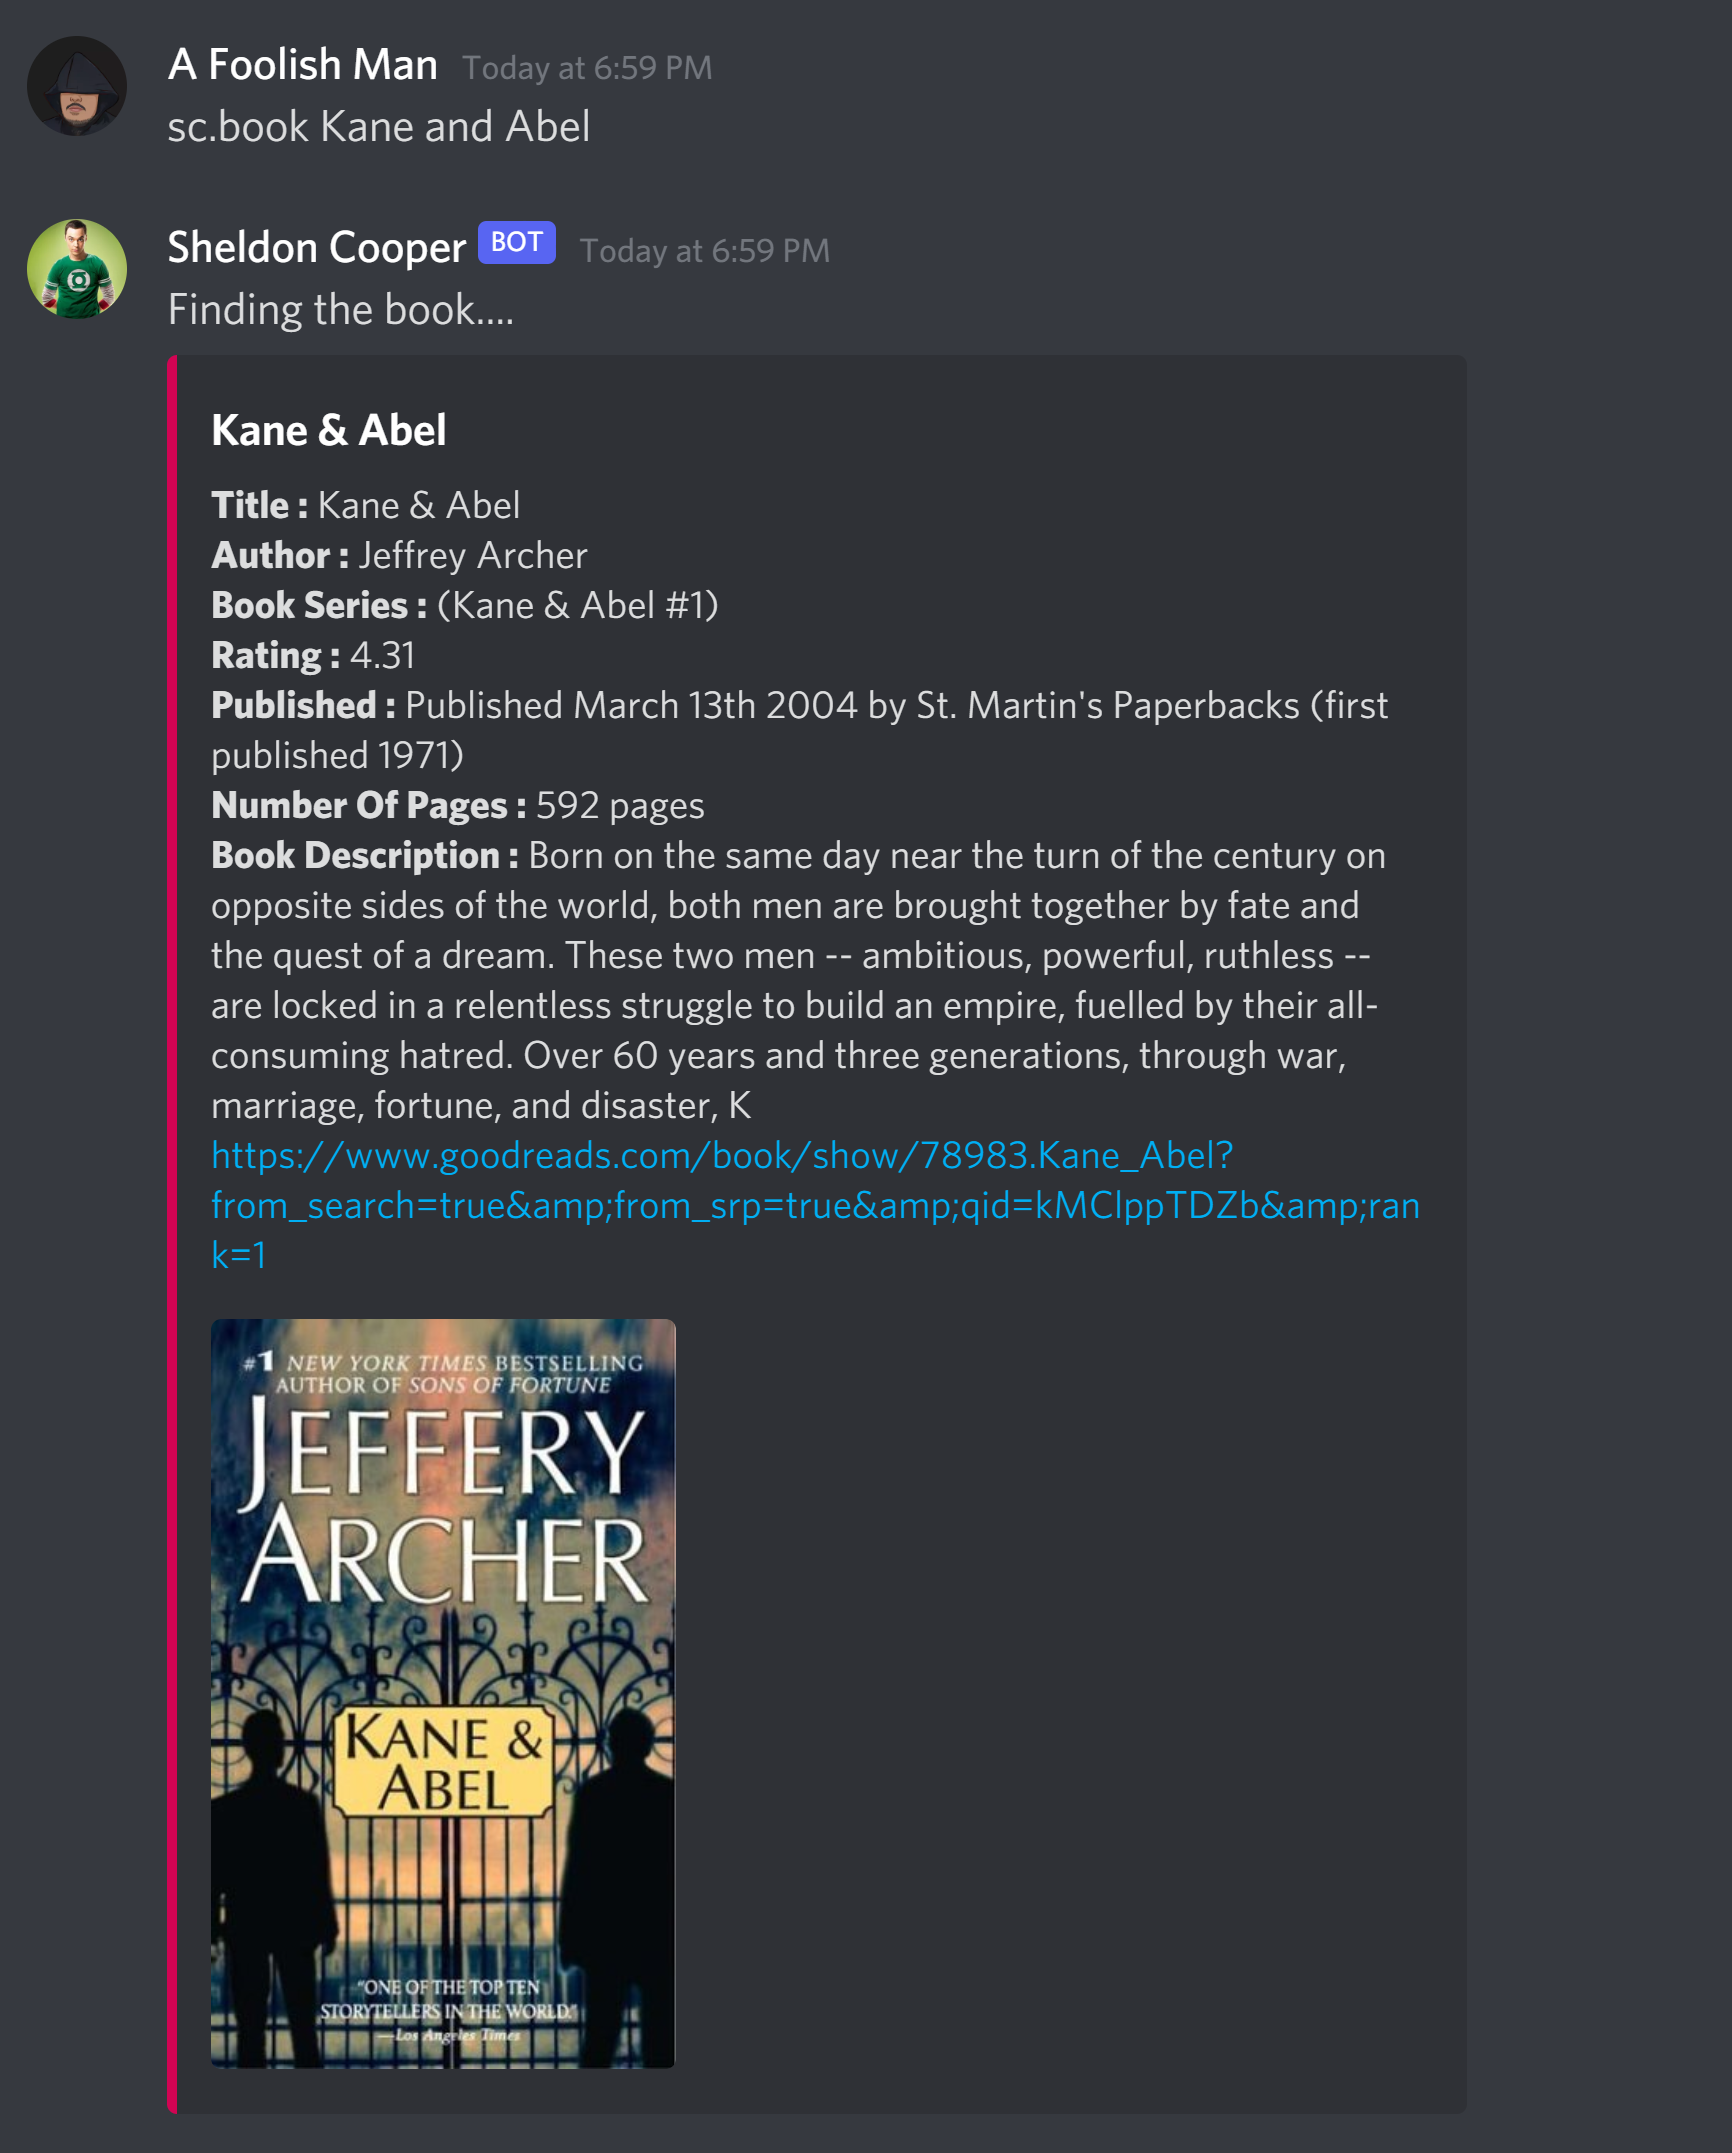 A Foolish Man Today at 6:59 PM
sc.book Kane and Abel
Sheldon Cooper BOT Today at 6:59 PM
Finding the book....
Kane & Abel
Title : Kane & Abel
Author : Jeffrey Archer
Book Series : (Kane & Abel #1)
Rating : 4.31
Published : Published March 13th 2004 by St. Martin's Paperbacks (first
published 1971)
Number Of Pages : 592 pages
Book Description : Born on the same day near the turn of the century on
opposite sides of the world, both men are brought together by fate and
the quest of a dream. These two men -- ambitious, powerful, ruthless --
are locked in a relentless struggle to build an empire, fuelled by their all-
consuming hatred. Over 60 years and three generations, through war,
marriage, fortune, and disaster, K
https://www.goodreads.com/book/show/78983.Kane_Abel?
from_search=true&amp;from_srp=true&amp;qid=kMClppTDZb&amp;ran
k=1
#1 NEW YORK TIMES BESTSELLING
AUTHOR OF SONS OF FORTUNE
JEFFERY
ARCHER
KANE &
ABEL
"ONE OF THE TOP TEN
STORYTELLERS IN THE WORLD."
—Los Angeles Times